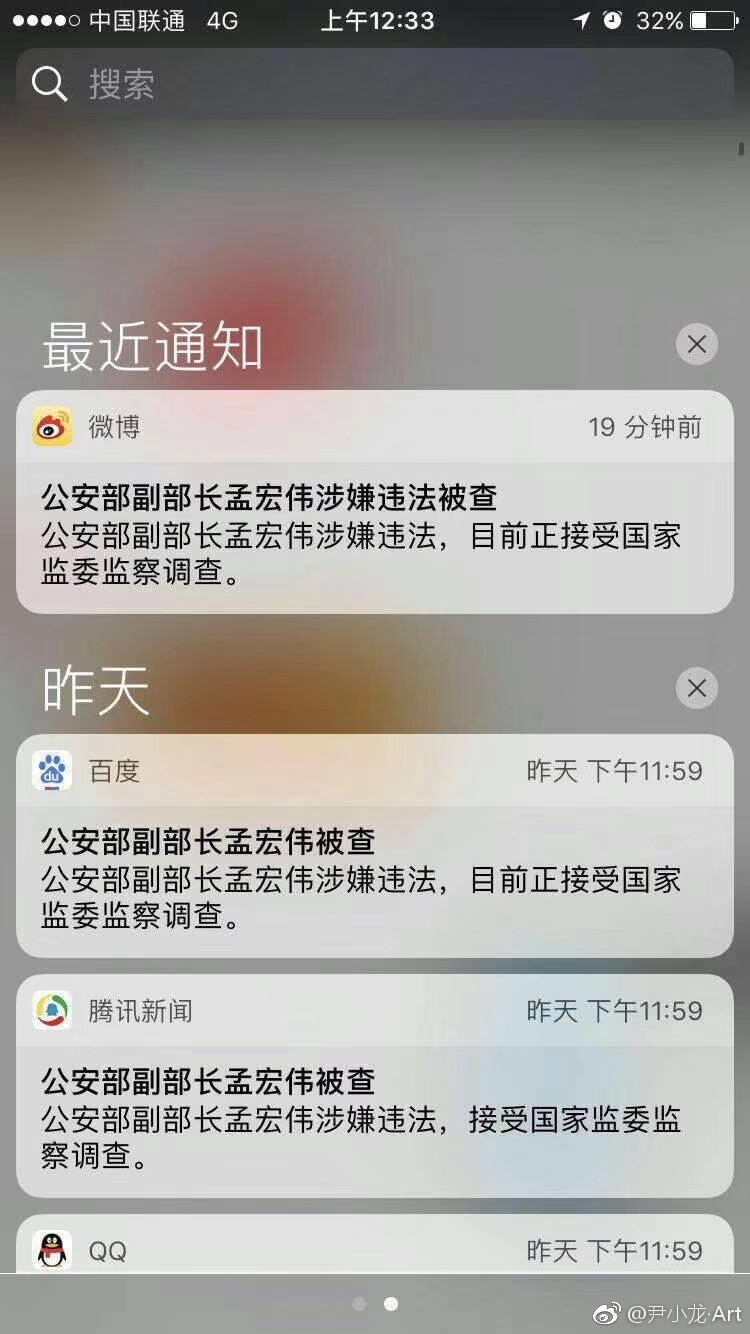 中国联通 4G 上午12:33 32%
搜索
最近通知
微博 19 分钟前
公安部副部长孟宏伟涉嫌违法被查
公安部副部长孟宏伟涉嫌违法，目前正接受国家
监委监察调查。
昨天
百度 昨天 下午11:59
公安部副部长孟宏伟被查
公安部副部长孟宏伟涉嫌违法，目前正接受国家
监委监察调查。
腾讯新闻 昨天 下午11:59
公安部副部长孟宏伟被查
公安部副部长孟宏伟涉嫌违法，接受国家监委监
察调查。
QQ 昨天 下午11:59
@尹小龙·Art